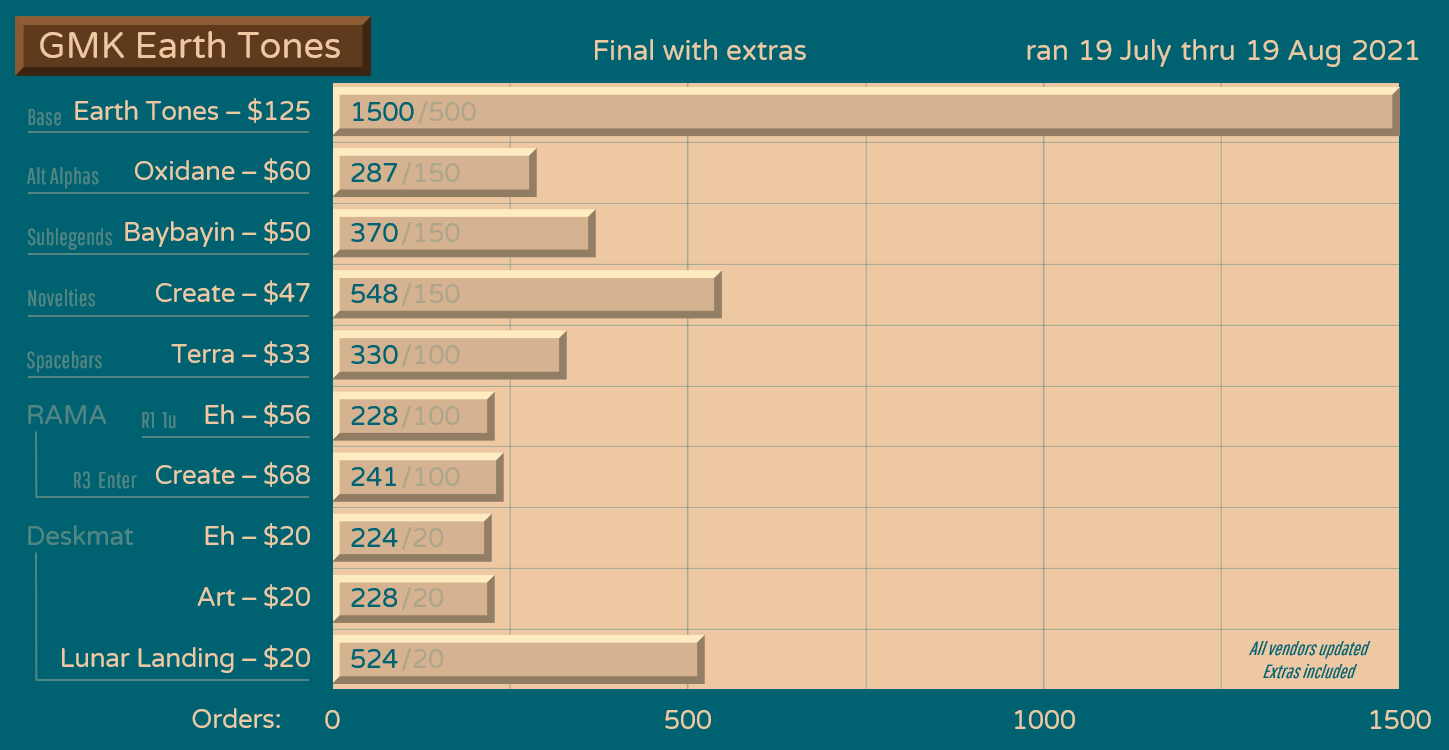 GMK Earth Tones
Final with extras
ran 19 July thru 19 Aug 2021
Base Earth Tones – $125 1500/500
Alt Alphas Oxidane – $60 287/150
Sublegends Baybayin – $50 370/150
Novelties Create – $47 548/150
Spacebars Terra – $33 330/100
RAMA R1 1u Eh – $56 228/100
R3 Enter Create – $68 241/100
Deskmat Eh – $20 224/20
Art – $20 228/20
Lunar Landing – $20 524/20
All vendors updated
Extras included
Orders: 0 500 1000 1500